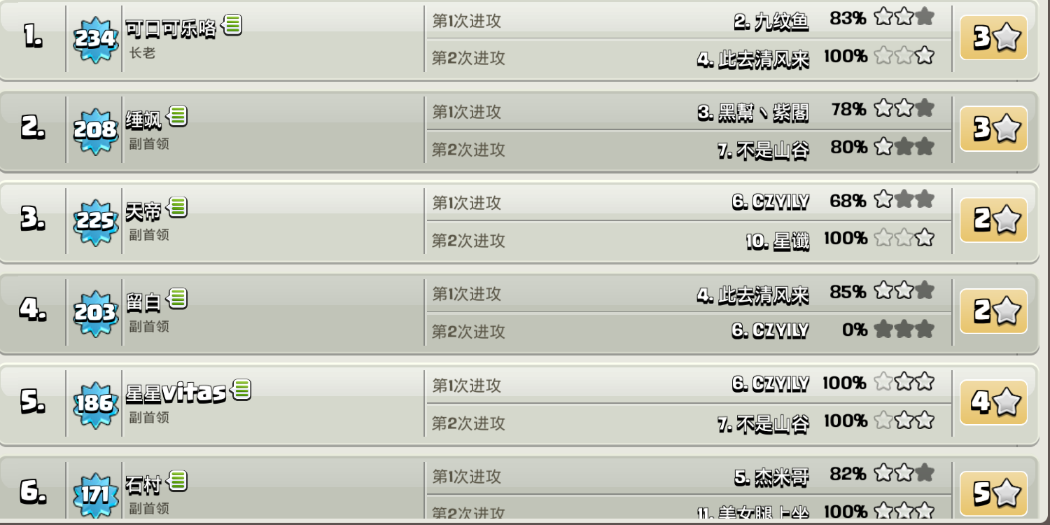 1.
234
可口可乐咯
长老
第1次进攻
2. 九纹鱼 83%
第2次进攻
4. 此去清风来 100%
3
2.
208
缍飒
副首领
第1次进攻
3. 黑幫丶紫閣 78%
第2次进攻
7. 不是山谷 80%
3
3.
225
天帝
副首领
第1次进攻
6. CZYILY 68%
第2次进攻
10. 星谶 100%
2
4.
203
留白
副首领
第1次进攻
4. 此去清风来 85%
第2次进攻
6. CZYILY 0%
2
5.
186
星星vitas
副首领
第1次进攻
6. CZYILY 100%
第2次进攻
7. 不是山谷 100%
4
6.
171
石村
副首领
第1次进攻
5. 杰米哥 82%
第2次进攻
11. 美女腿上坐 100%
5